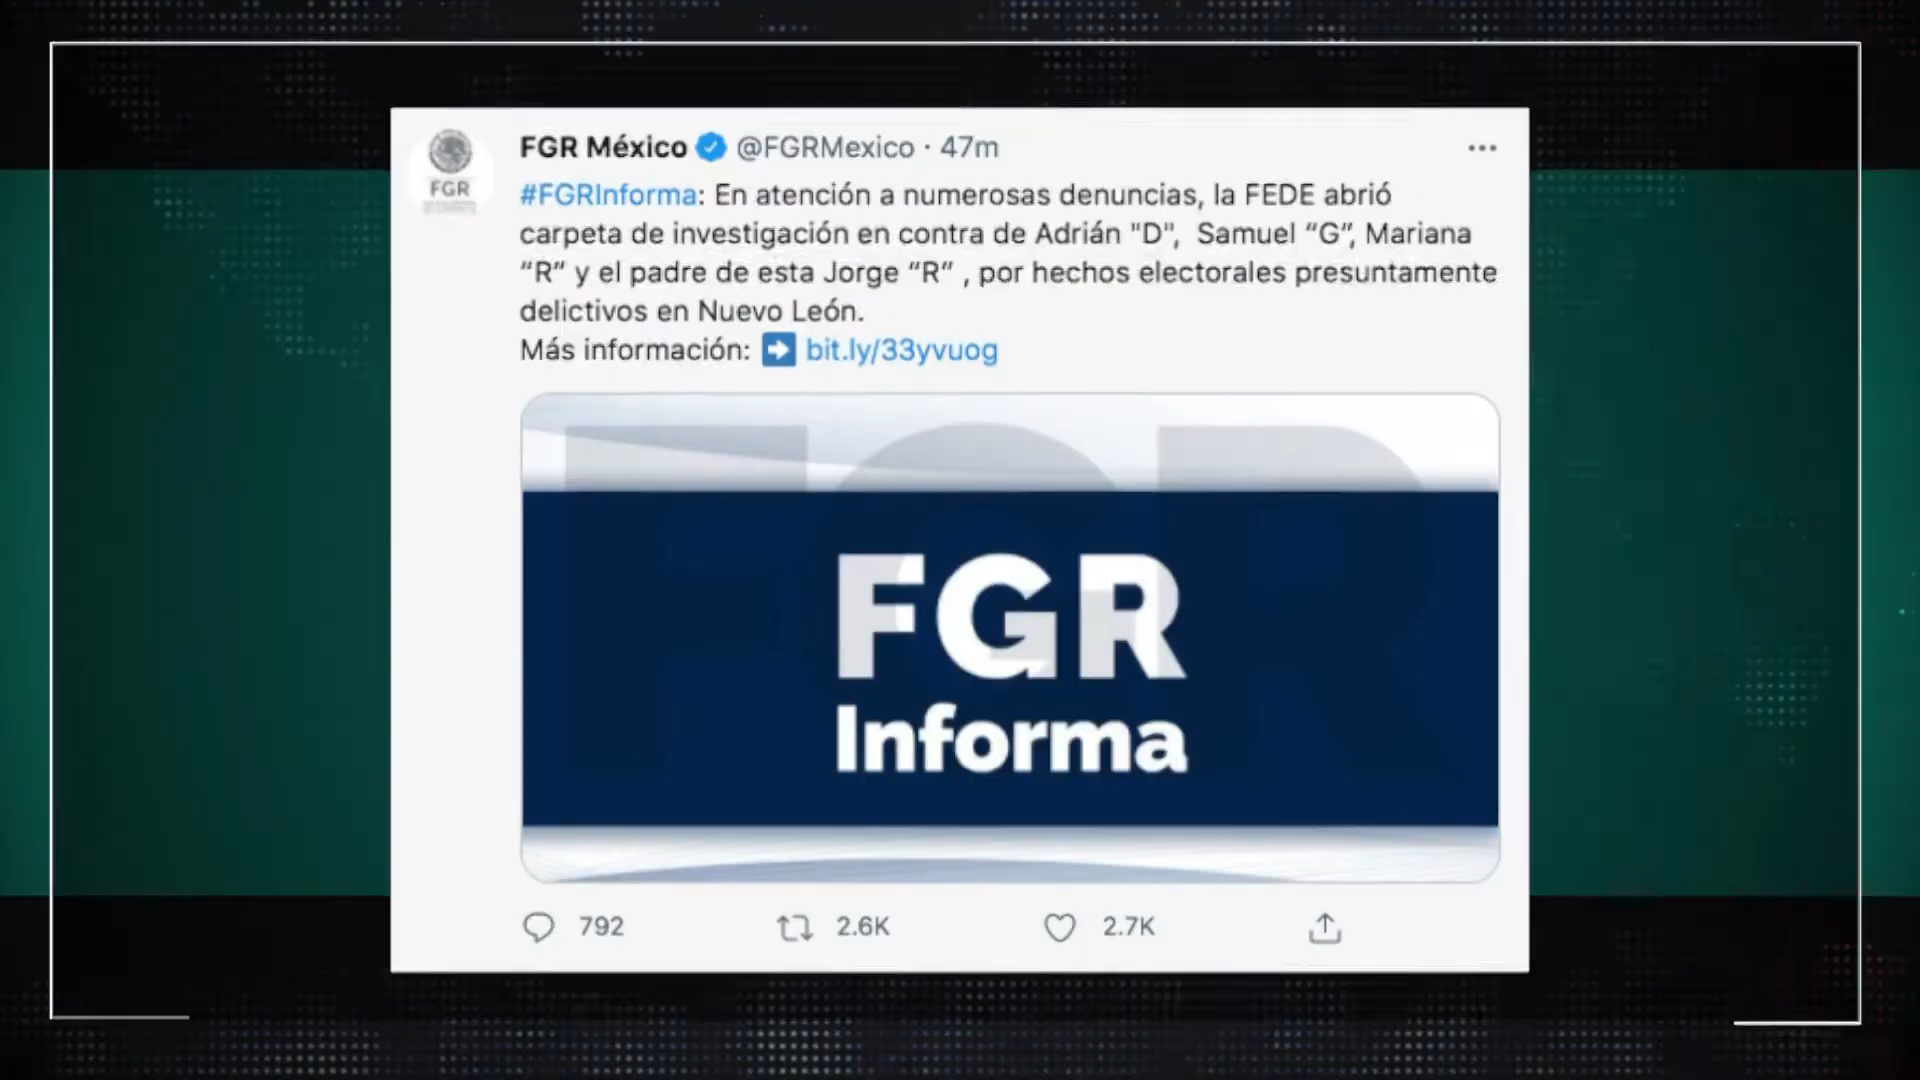 FGR México @FGRMexico · 47m
FGR
#FGRInforma: En atención a numerosas denuncias, la FEDE abrió
carpeta de investigación en contra de Adrián "D",  Samuel “G”, Mariana
“R” y el padre de esta Jorge “R” , por hechos electorales presuntamente
delictivos en Nuevo León.
Más información: ➡ bit.ly/33yvuog
FGR
FGR
Informa
792 2.6K 2.7K